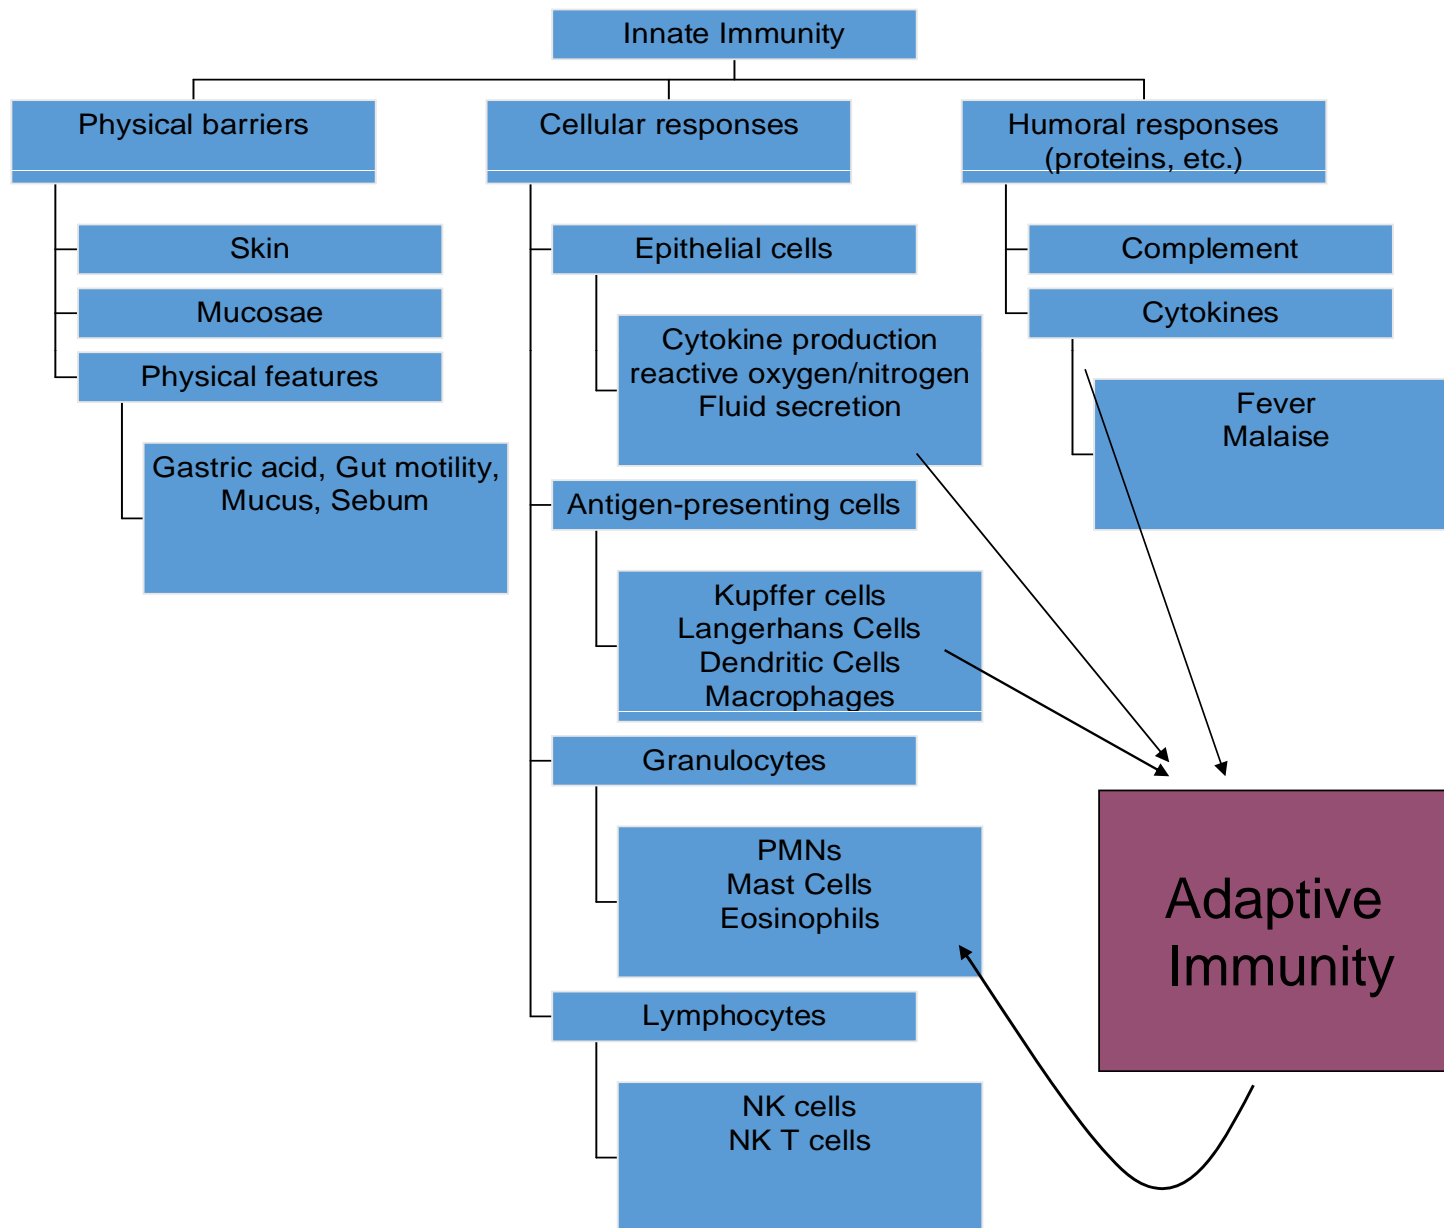 Innate Immunity
Physical barriers
Skin
Mucosae
Physical features
Gastric acid, Gut motility,
Mucus, Sebum
Cellular responses
Epithelial cells
Cytokine production
reactive oxygen/nitrogen
Fluid secretion
Antigen-presenting cells
Kupffer cells
Langerhans Cells
Dendritic Cells
Macrophages
Granulocytes
PMNs
Mast Cells
Eosinophils
Lymphocytes
NK cells
NK T cells
Humoral responses
(proteins, etc.)
Complement
Cytokines
Fever
Malaise
Adaptive
Immunity